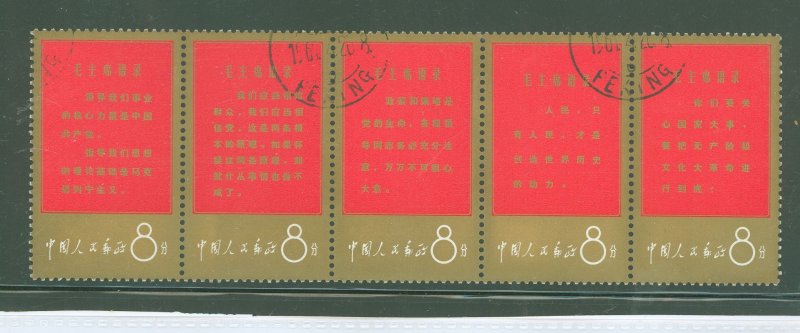 毛主席语录
领导我们事业
的核心力量是中国
共产党。
指导我们思想
的理论基础是马克
思列宁主义。
中国人民邮政 8分
毛主席语录
我们应当相信
群众，我们应当相
信党，这是两条根
本的原理。如果怀
疑这两条原理，那
就什么事情也做不
成了。
中国人民邮政 8分
毛主席语录
政策和策略是
党的生命，各级领
导同志务必充分注
意，万万不可粗心
大意。
中国人民邮政 8分
毛主席语录
人民，只
有人民，才是
创造世界历史
的动力。
中国人民邮政 8分
毛主席语录
你们要关
心国家大事，
要把无产阶级
文化大革命进
行到底！
中国人民邮政 8分